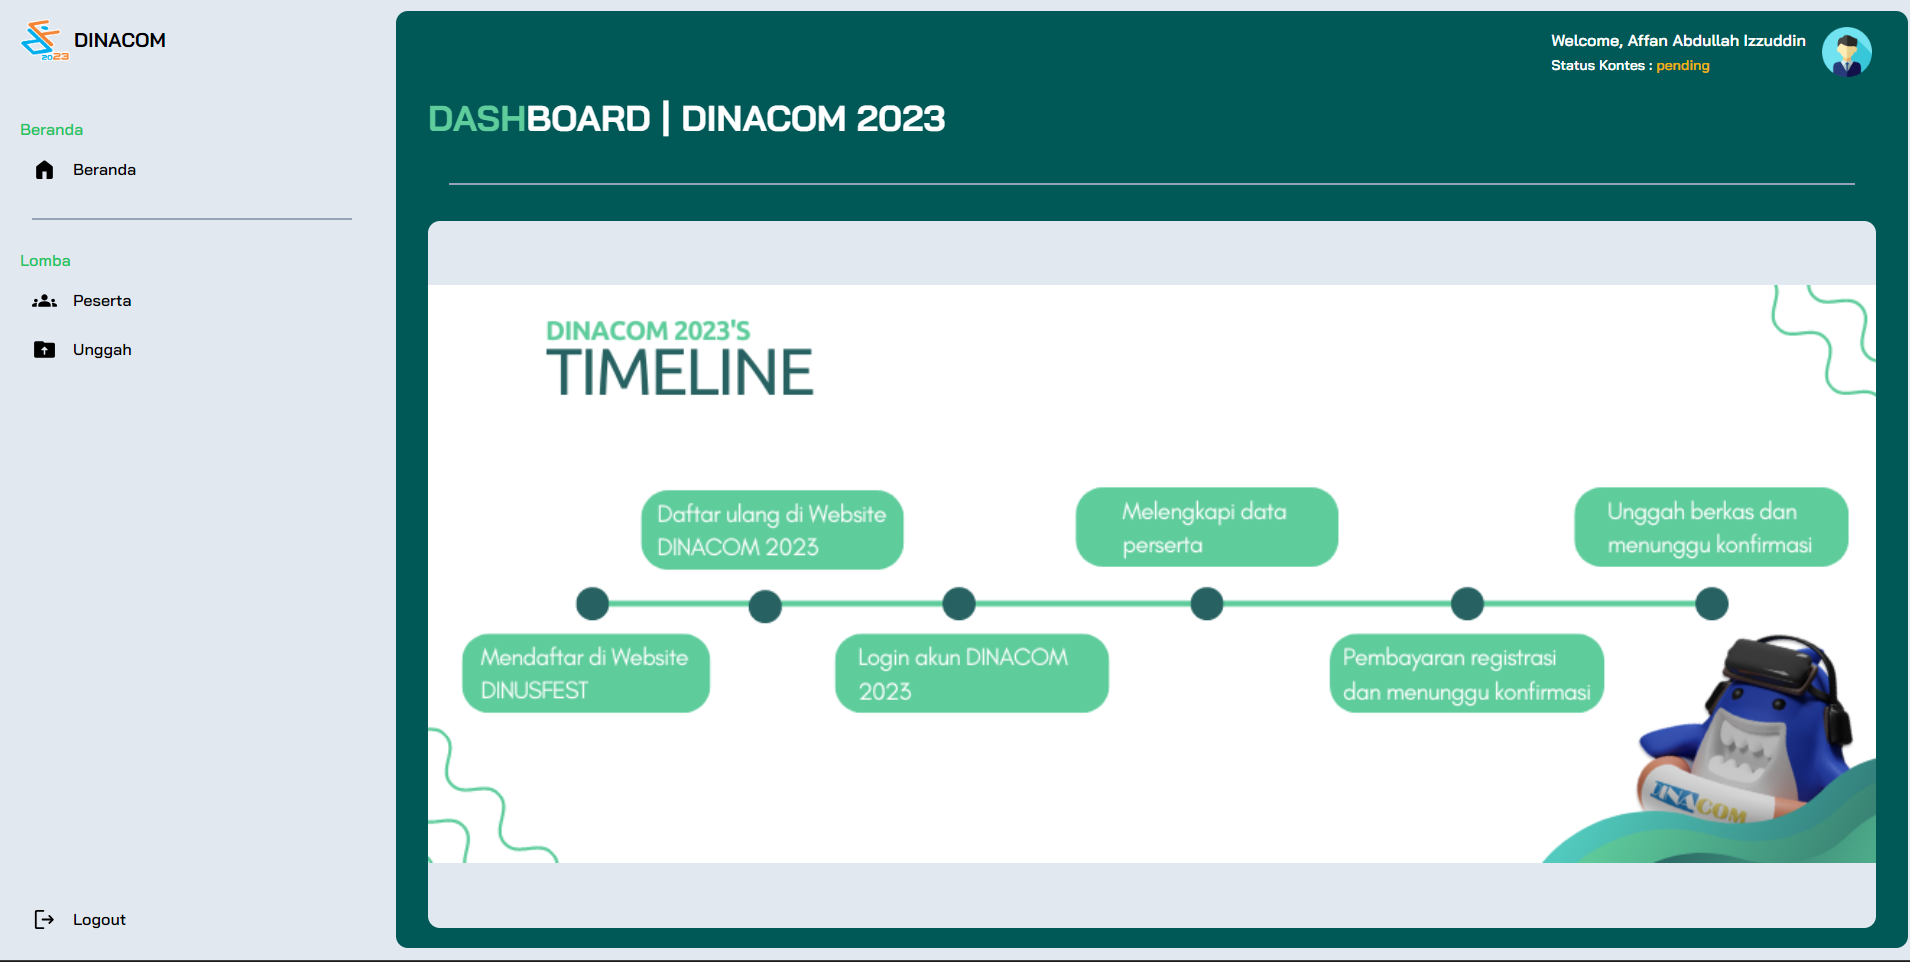 2023
DINACOM
Beranda
Beranda
Lomba
Peserta
Unggah
Logout
Welcome, Affan Abdullah Izzuddin
Status Kontes : pending
DASHBOARD | DINACOM 2023
DINACOM 2023'S
TIMELINE
Mendaftar di Website
DINUSFEST
Daftar ulang di Website
DINACOM 2023
Login akun DINACOM
2023
Melengkapi data
perserta
Pembayaran registrasi
dan menunggu konfirmasi
Unggah berkas dan
menunggu konfirmasi
DINACOM